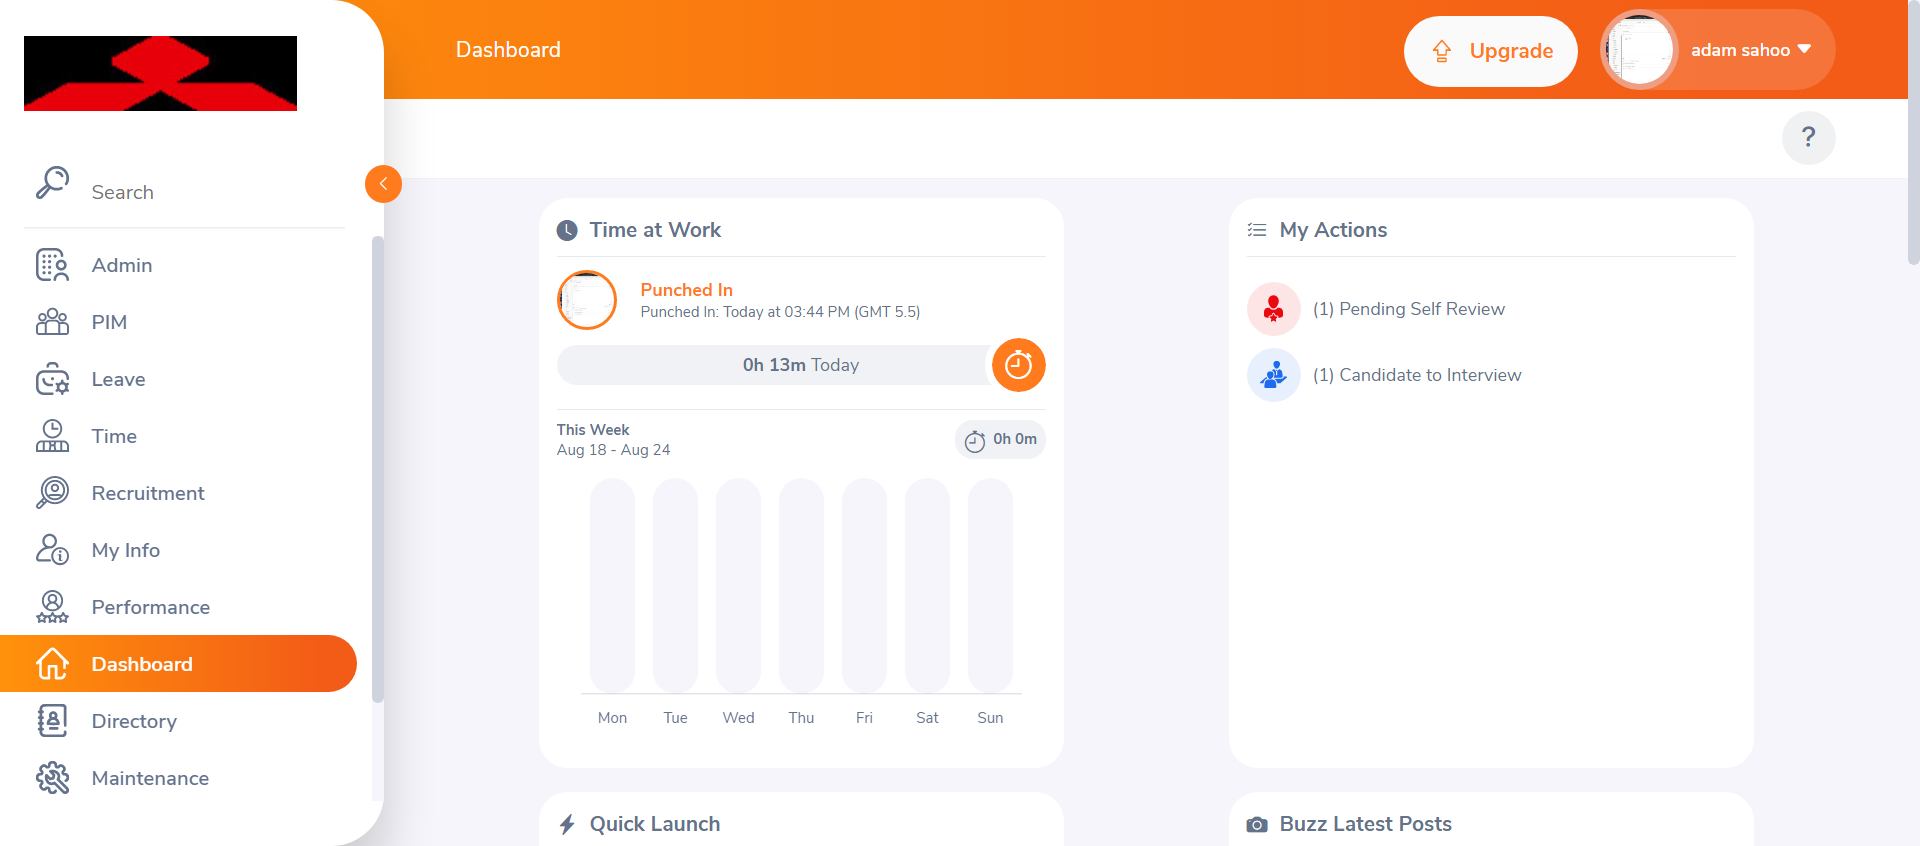 Dashboard
Upgrade
adam sahoo
?
Search
Admin
PIM
Leave
Time
Recruitment
My Info
Performance
Dashboard
Directory
Maintenance
Time at Work
Punched In
Punched In: Today at 03:44 PM (GMT 5.5)
0h 13m Today
This Week
Aug 18 - Aug 24
0h 0m
Mon Tue Wed Thu Fri Sat Sun
My Actions
(1) Pending Self Review
(1) Candidate to Interview
Quick Launch
Buzz Latest Posts